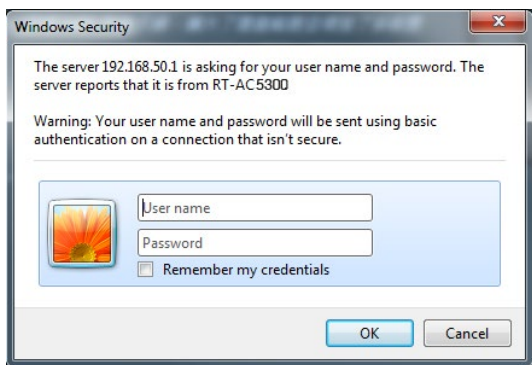 Windows Security
The server 192.168.50.1 is asking for your user name and password. The
server reports that it is from RT-AC5300
Warning: Your user name and password will be sent using basic
authentication on a connection that isn't secure.
User name
Password
Remember my credentials
OK
Cancel